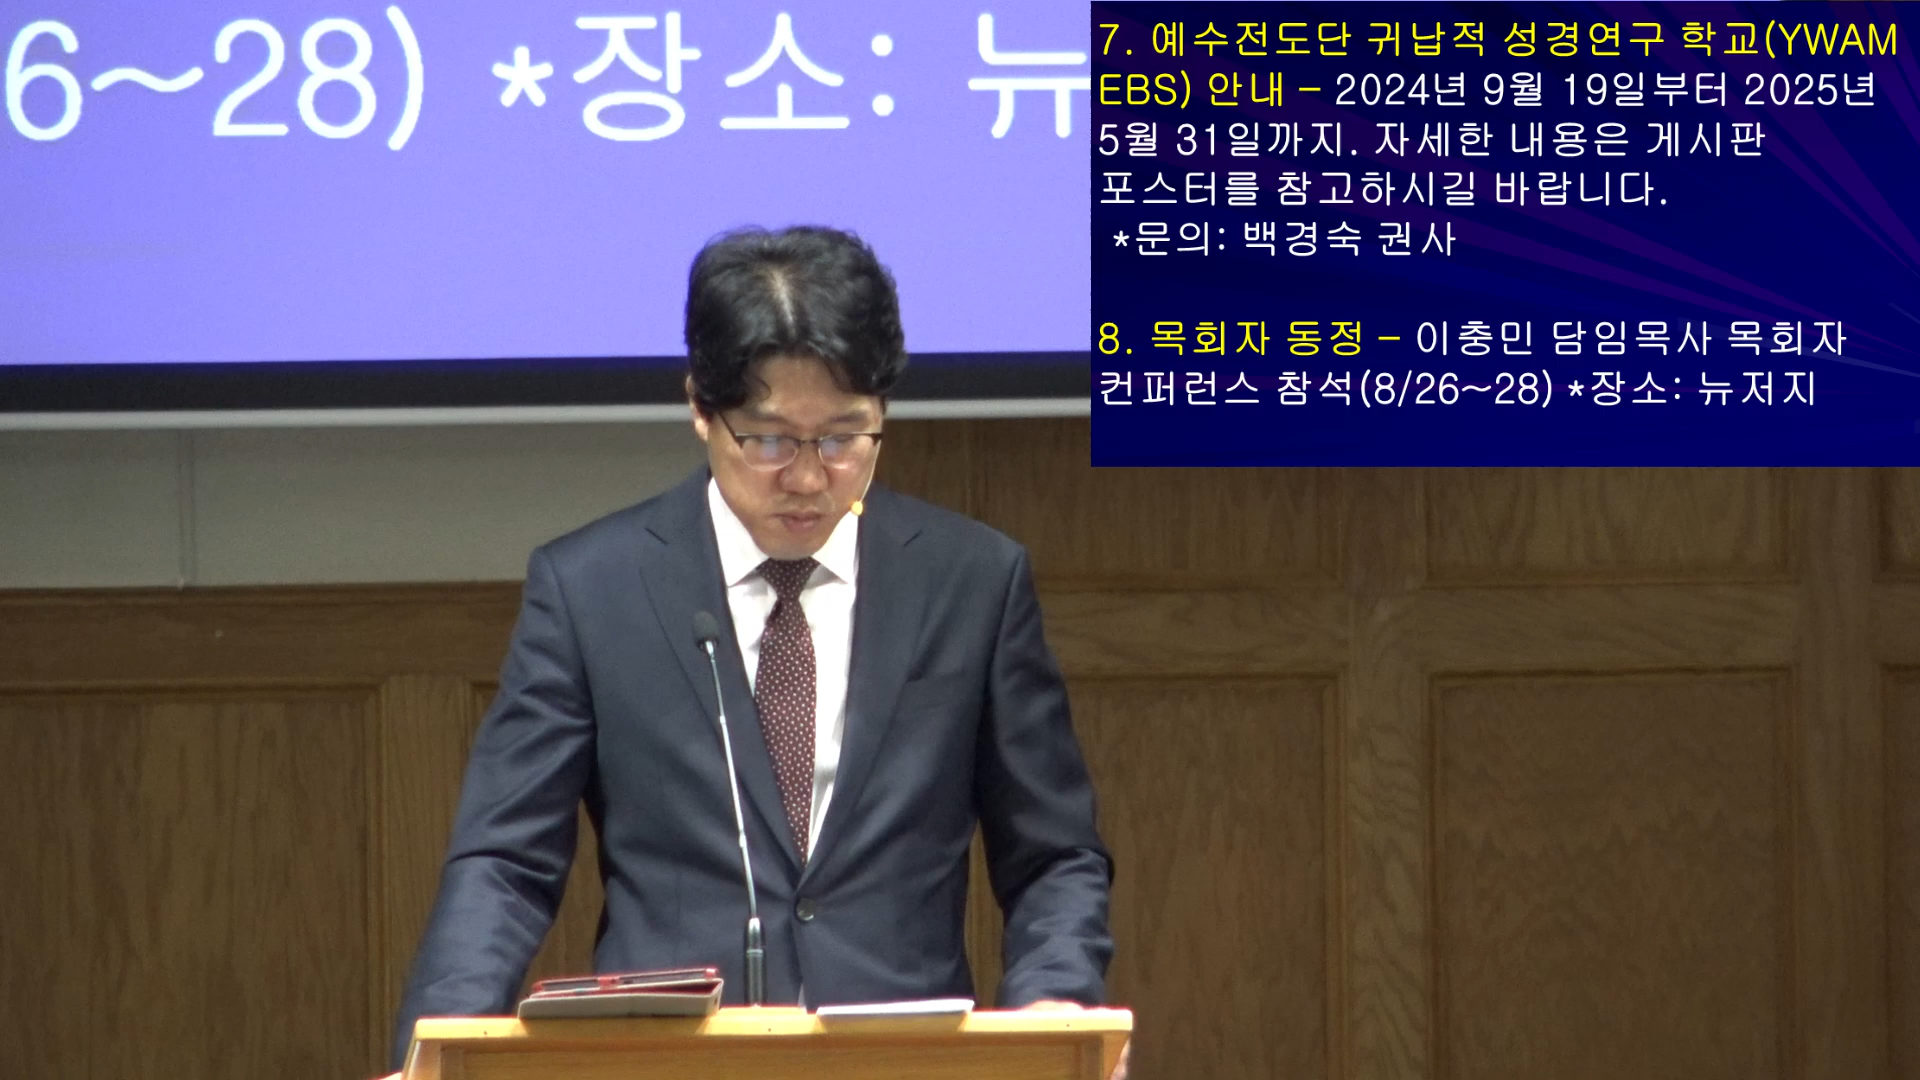 6~28) *장소: 뉴
7. 예수전도단 귀납적 성경연구 학교(YWAM
EBS) 안내 – 2024년 9월 19일부터 2025년
5월 31일까지. 자세한 내용은 게시판
포스터를 참고하시길 바랍니다.
*문의: 백경숙 권사
8. 목회자 동정 – 이충민 담임목사 목회자
컨퍼런스 참석(8/26~28) *장소: 뉴저지